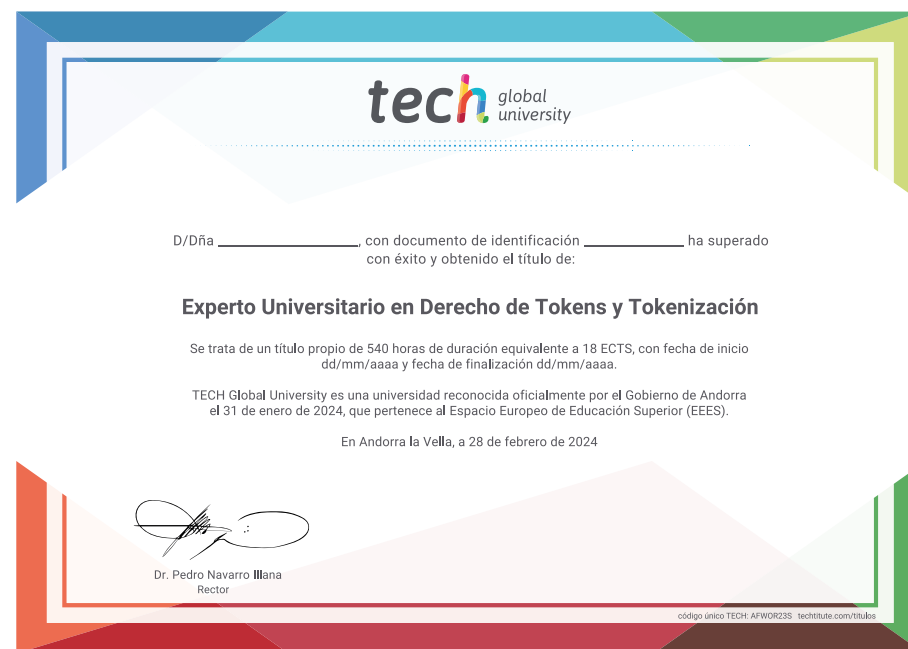 tech global university
D/Dña ____________________, con documento de identificación ______________ ha superado
con éxito y obtenido el título de:
Experto Universitario en Derecho de Tokens y Tokenización
Se trata de un título propio de 540 horas de duración equivalente a 18 ECTS, con fecha de inicio
dd/mm/aaaa y fecha de finalización dd/mm/aaaa.
TECH Global University es una universidad reconocida oficialmente por el Gobierno de Andorra
el 31 de enero de 2024, que pertenece al Espacio Europeo de Educación Superior (EEES).
En Andorra la Vella, a 28 de febrero de 2024
Dr. Pedro Navarro Illana
Rector
código único TECH: AFWOR23S techtitute.com/titulos